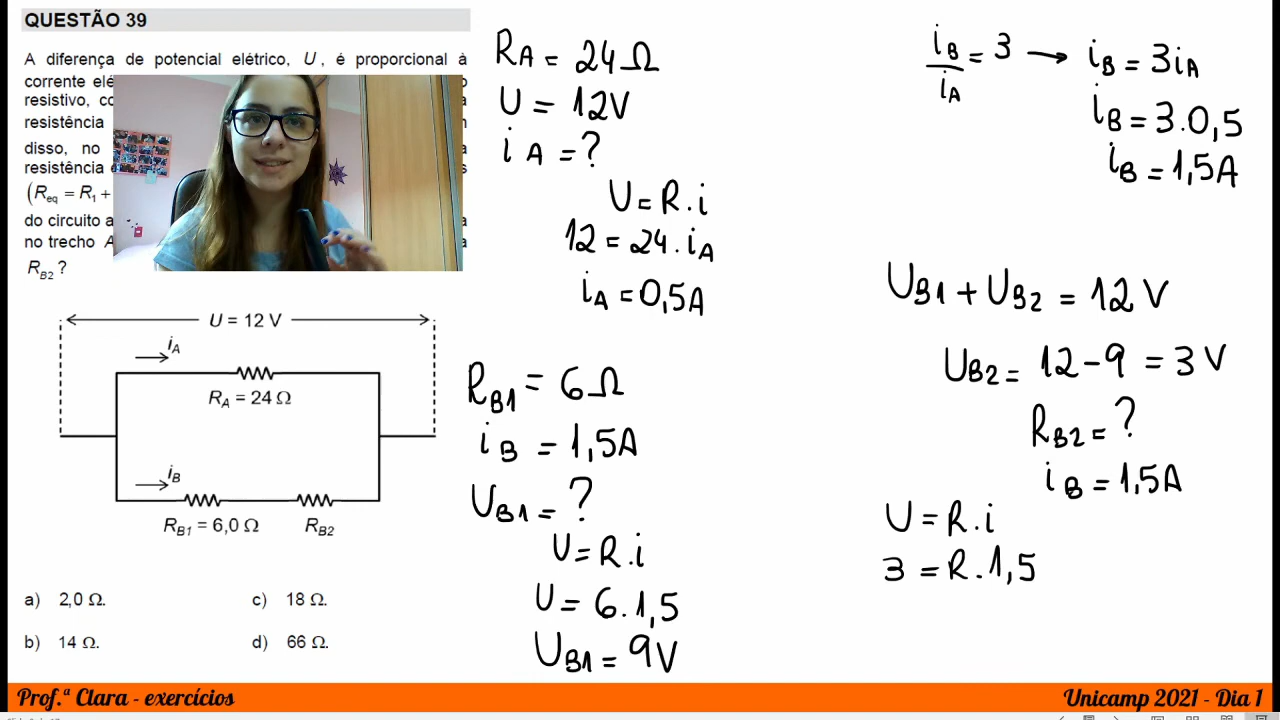 QUESTÃO 39
A diferença de potencial elétrico, U, é proporcional à
corrente elé
resistivo, co
resistência
disso, no
resistência
(Req = R1 +
do circuito a
no trecho A
RB2?
U = 12 V
iA
RA = 24 Ω
iB
RB1 = 6,0 Ω RB2
a) 2,0 Ω. c) 18 Ω.
b) 14 Ω. d) 66 Ω.
RA = 24 Ω
U = 12V
iA = ?
U = R.i
12 = 24.iA
iA = 0,5A
RB1 = 6 Ω
iB = 1,5A
UB1 = ?
U = R.i
U = 6.1,5
UB1 = 9V
iB/iA = 3 → iB = 3iA
iB = 3.0,5
iB = 1,5A
UB1 + UB2 = 12 V
UB2 = 12 - 9 = 3 V
RB2 = ?
iB = 1,5A
U = R.i
3 = R.1,5
Prof.ª Clara - exercícios
Unicamp 2021 - Dia 1